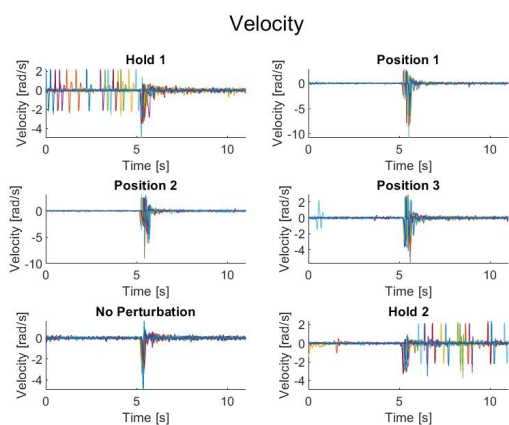 Velocity
Hold 1
Velocity [rad/s]
2
0
-2
-4
0
5
10
Time [s]
Position 1
Velocity [rad/s]
0
-5
-10
0
5
10
Time [s]
Position 2
Velocity [rad/s]
0
-5
-10
0
5
10
Time [s]
Position 3
Velocity [rad/s]
2
0
-2
-4
0
5
10
Time [s]
No Perturbation
Velocity [rad/s]
0
-2
-4
0
5
10
Time [s]
Hold 2
Velocity [rad/s]
2
0
-2
-4
0
5
10
Time [s]